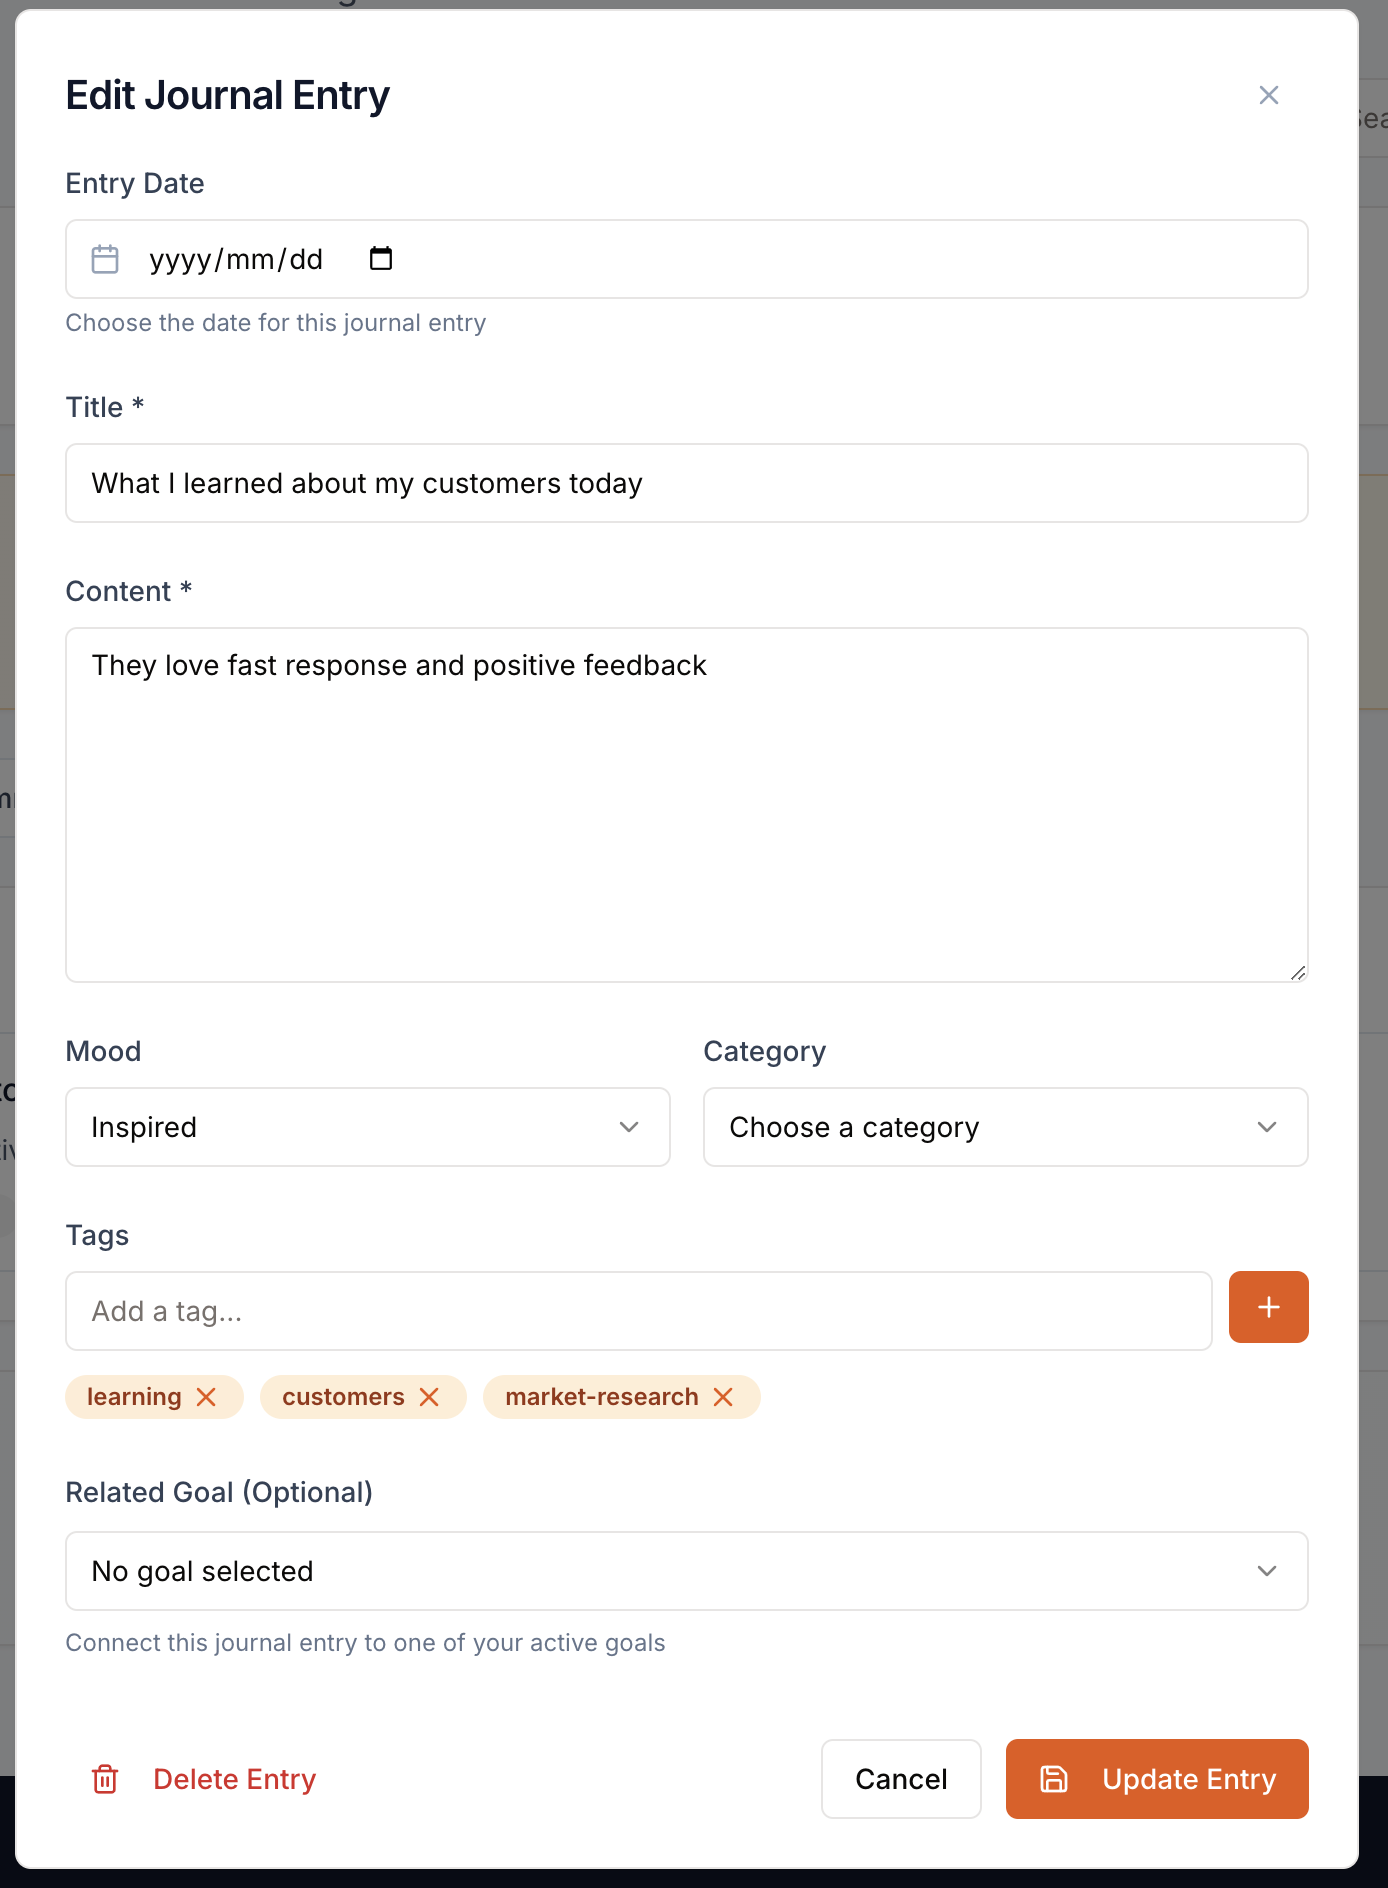 Edit Journal Entry
Entry Date
yyyy/mm/dd
Choose the date for this journal entry
Title *
What I learned about my customers today
Content *
They love fast response and positive feedback
Mood
Category
Inspired
Choose a category
Tags
Add a tag...
learning
customers
market-research
Related Goal (Optional)
No goal selected
Connect this journal entry to one of your active goals
Delete Entry
Cancel
Update Entry